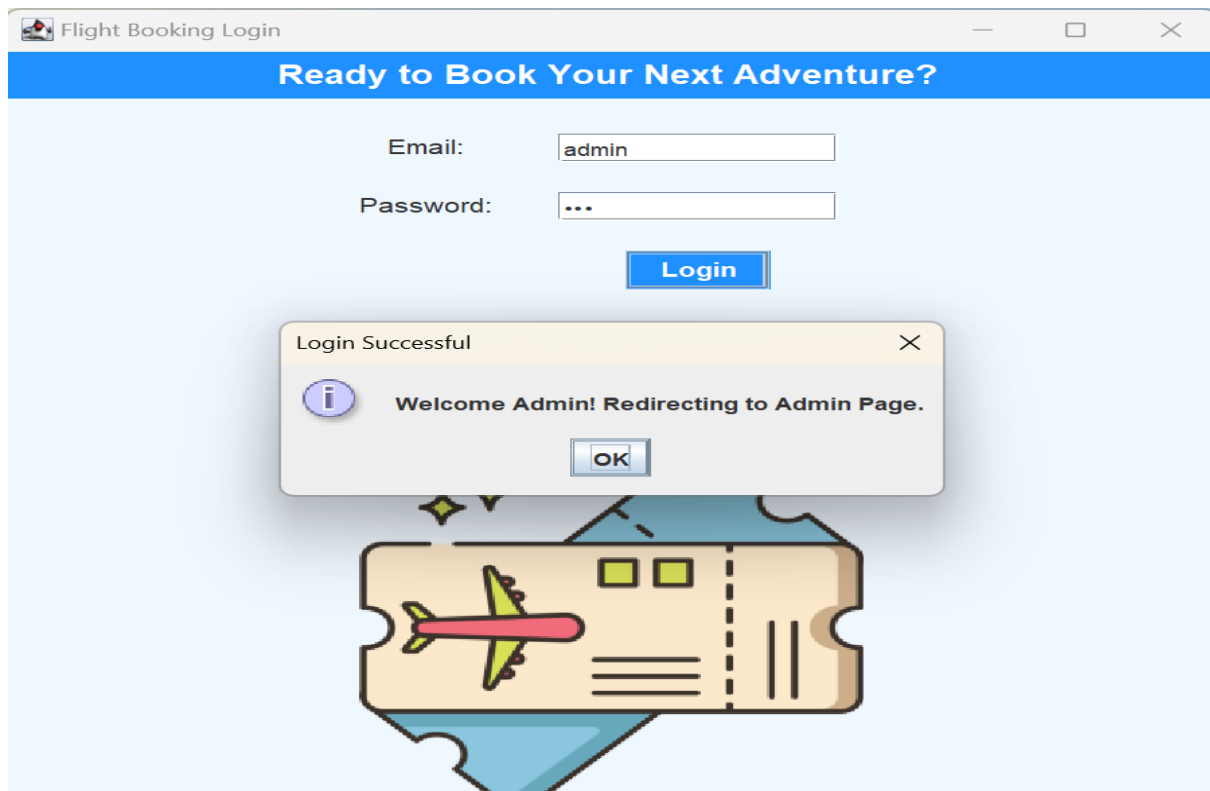 Flight Booking Login
Ready to Book Your Next Adventure?
Email: admin
Password: •••
Login
Login Successful
i
Welcome Admin! Redirecting to Admin Page.
OK